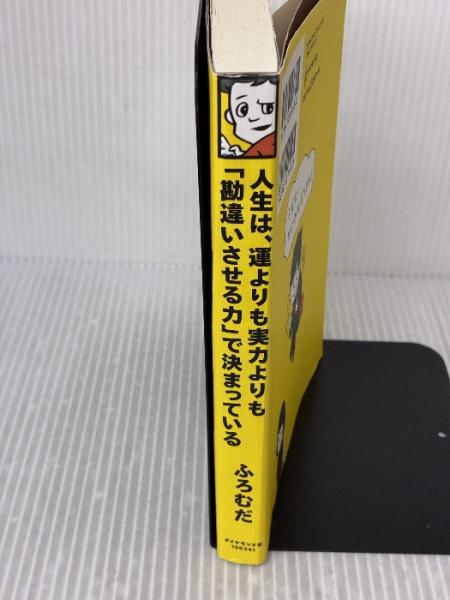 人生は、運よりも実力よりも
「勘違いさせる力」で決まっている
ふろむだ
ダイヤモンド社
106341